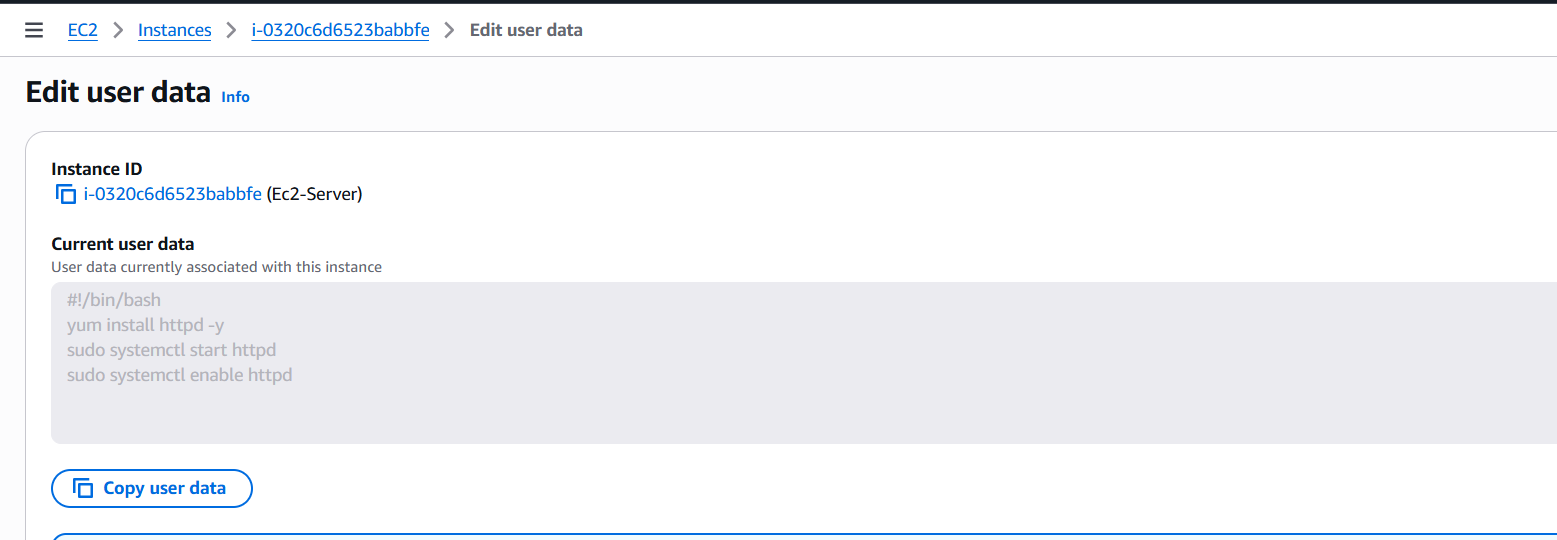 EC2 > Instances > i-0320c6d6523babbfe > Edit user data
Edit user data Info
Instance ID
i-0320c6d6523babbfe (Ec2-Server)
Current user data
User data currently associated with this instance
#!/bin/bash
yum install httpd -y
sudo systemctl start httpd
sudo systemctl enable httpd
Copy user data